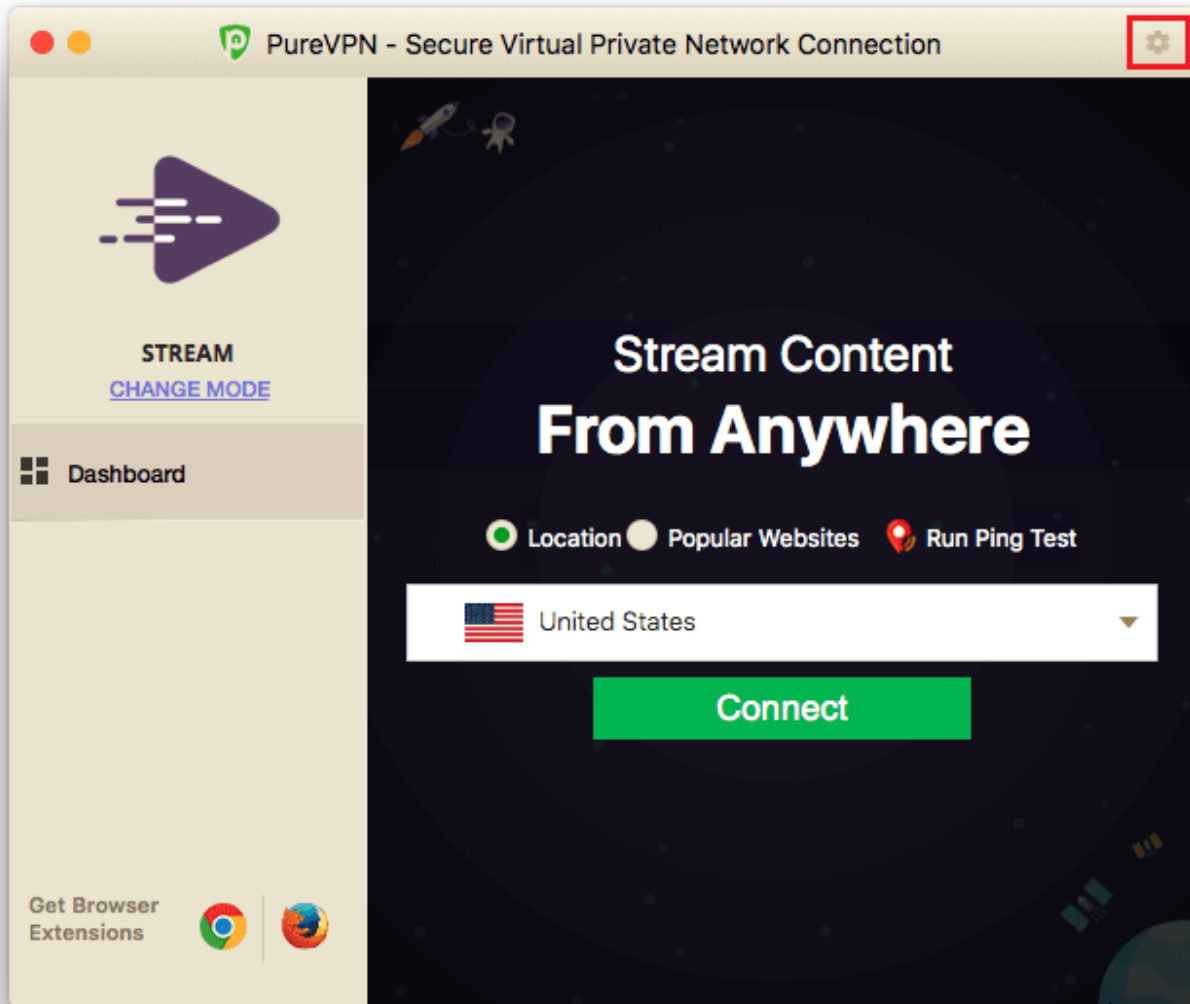 PureVPN - Secure Virtual Private Network Connection
STREAM
CHANGE MODE
Dashboard
Stream Content
From Anywhere
Location Popular Websites Run Ping Test
United States
Connect
Get Browser
Extensions